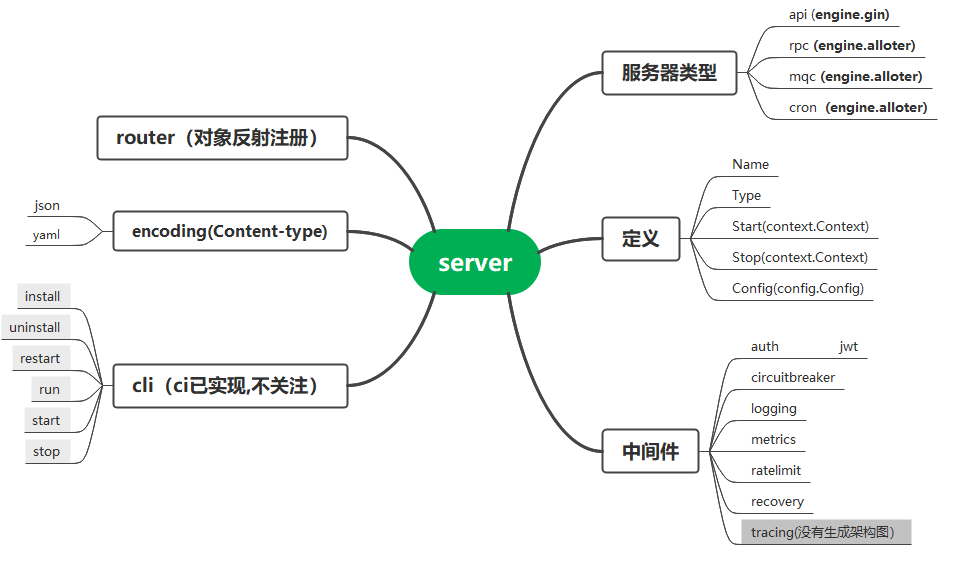 server
服务器类型
api (engine.gin)
rpc (engine.alloter)
mqc (engine.alloter)
cron（engine.alloter)
定义
Name
Type
Start(context.Context)
Stop(context.Context)
Config(config.Config)
中间件
auth jwt
circuitbreaker
logging
metrics
ratelimit
recovery
tracing(没有生成架构图）
router（对象反射注册）
encoding(Content-type)
json
yaml
cli（ci已实现,不关注）
install
uninstall
restart
run
start
stop